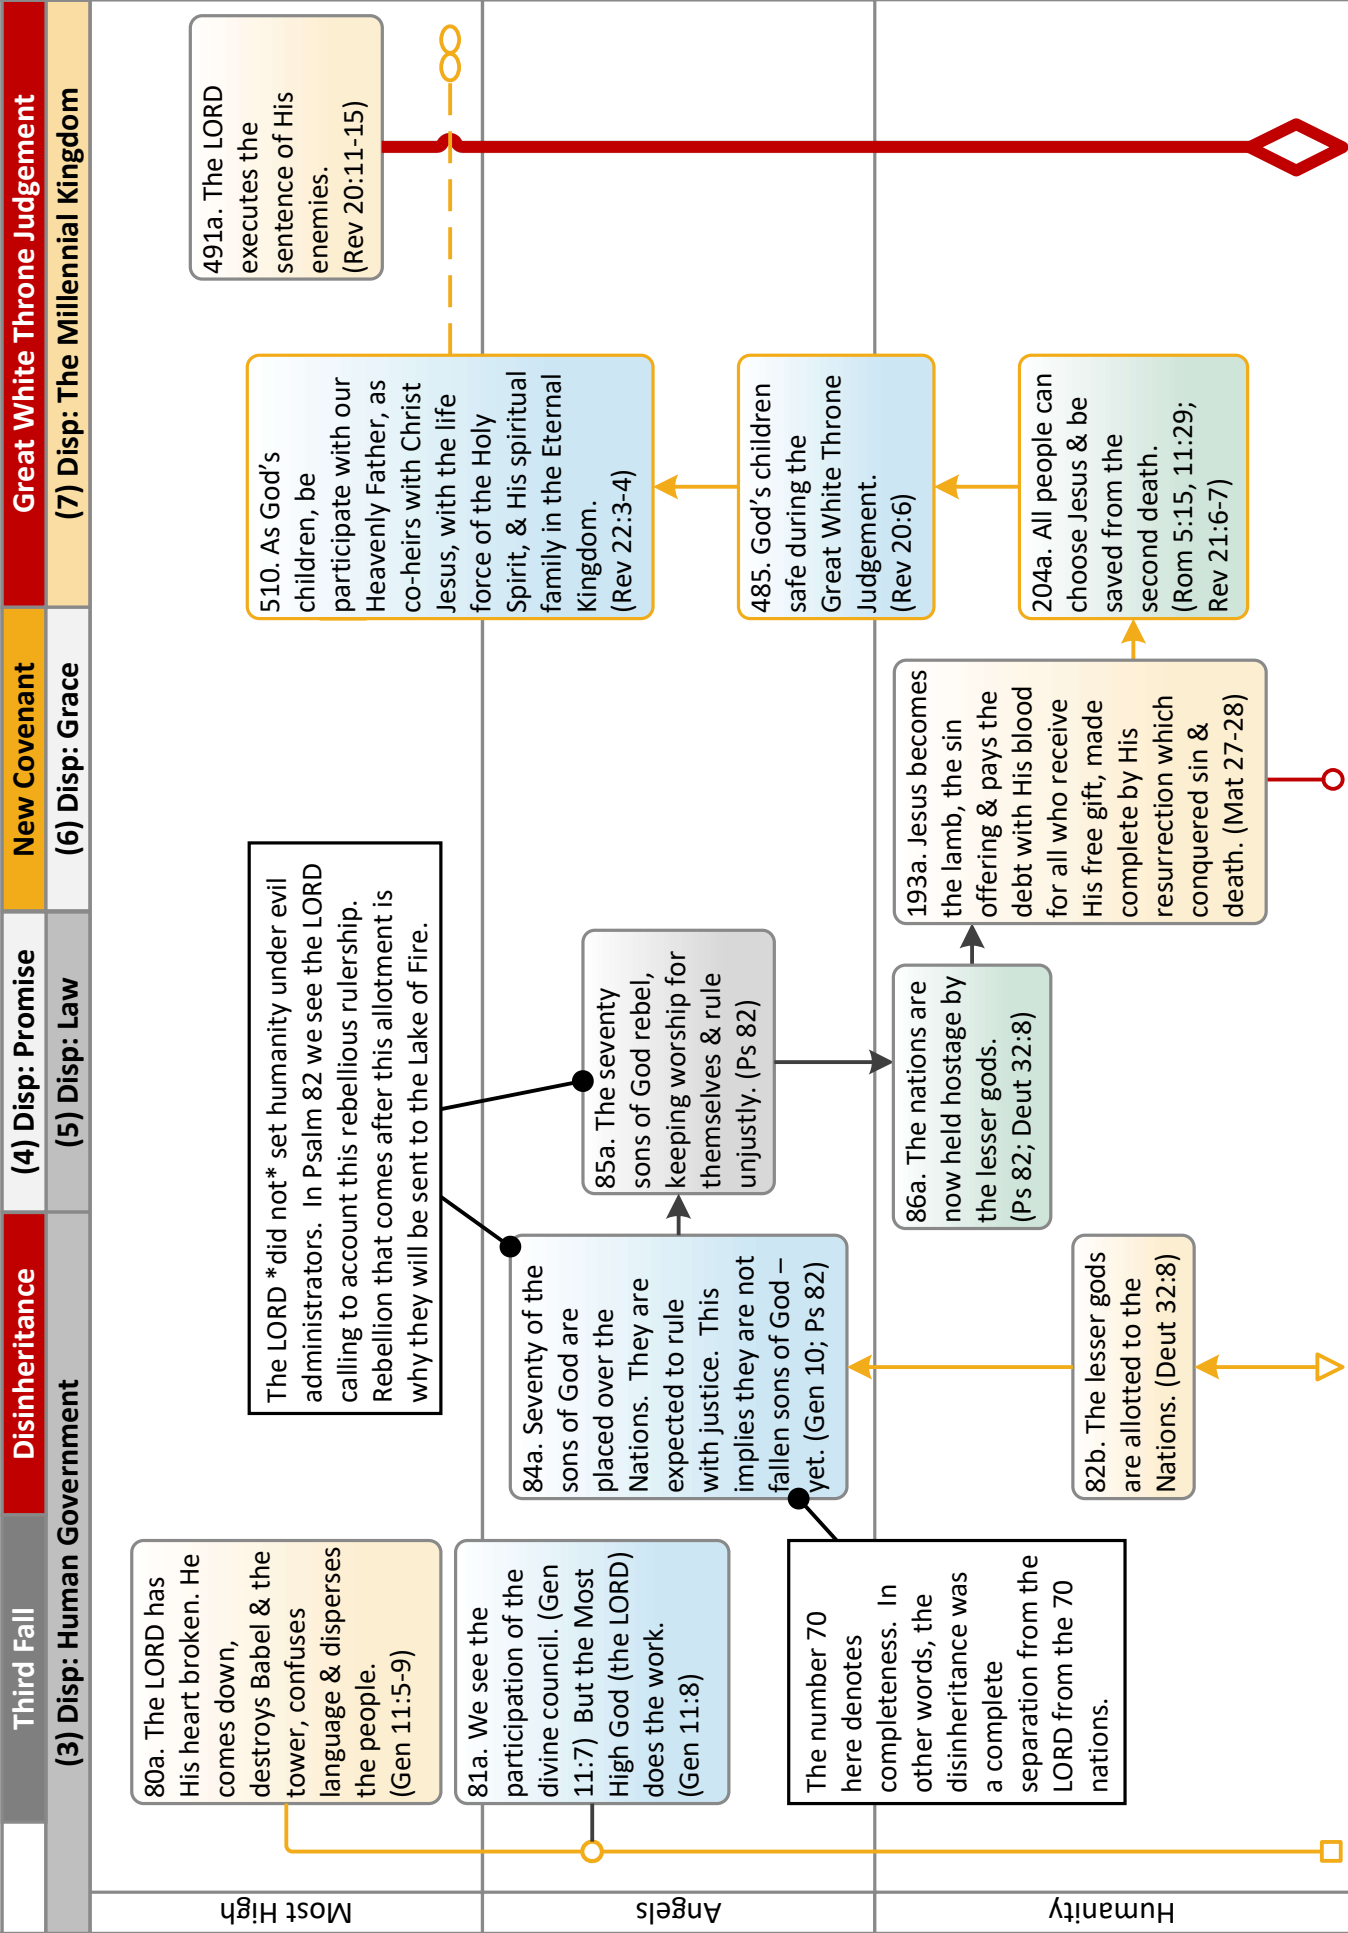 Third Fall
Disinheritance
(4) Disp: Promise
New Covenant
Great White Throne Judgement
(3) Disp: Human Government
(5) Disp: Law
(6) Disp: Grace
(7) Disp: The Millennial Kingdom
Most High
Angels
Humanity
80a. The LORD has
His heart broken. He
comes down,
destroys Babel & the
tower, confuses
language & disperses
the people.
(Gen 11:5-9)
81a. We see the
participation of the
divine council. (Gen
11:7)  But the Most
High God (the LORD)
does the work.
(Gen 11:8)
The number 70
here denotes
completeness.  In
other words, the
disinheritance was
a complete
separation from the
LORD from the 70
nations.
The LORD *did not* set humanity under evil
administrators.  In Psalm 82 we see the LORD
calling to account this rebellious rulership.
Rebellion that comes after this allotment is
why they will be sent to the Lake of Fire.
84a. Seventy of the
sons of God are
placed over the
Nations.  They are
expected to rule
with justice.  This
implies they are not
fallen sons of God –
yet. (Gen 10; Ps 82)
82b. The lesser gods
are allotted to the
Nations. (Deut 32:8)
85a. The seventy
sons of God rebel,
keeping worship for
themselves & rule
unjustly. (Ps 82)
86a. The nations are
now held hostage by
the lesser gods.
(Ps 82; Deut 32:8)
193a. Jesus becomes
the lamb, the sin
offering & pays the
debt with His blood
for all who receive
His free gift, made
complete by His
resurrection which
conquered sin &
death. (Mat 27-28)
510. As God's
children, be
participate with our
Heavenly Father, as
co-heirs with Christ
Jesus, with the life
force of the Holy
Spirit, & His spiritual
family in the Eternal
Kingdom.
(Rev 22:3-4)
485. God's children
safe during the
Great White Throne
Judgement.
(Rev 20:6)
204a. All people can
choose Jesus & be
saved from the
second death.
(Rom 5:15, 11:29;
Rev 21:6-7)
491a. The LORD
executes the
sentence of His
enemies.
(Rev 20:11-15)